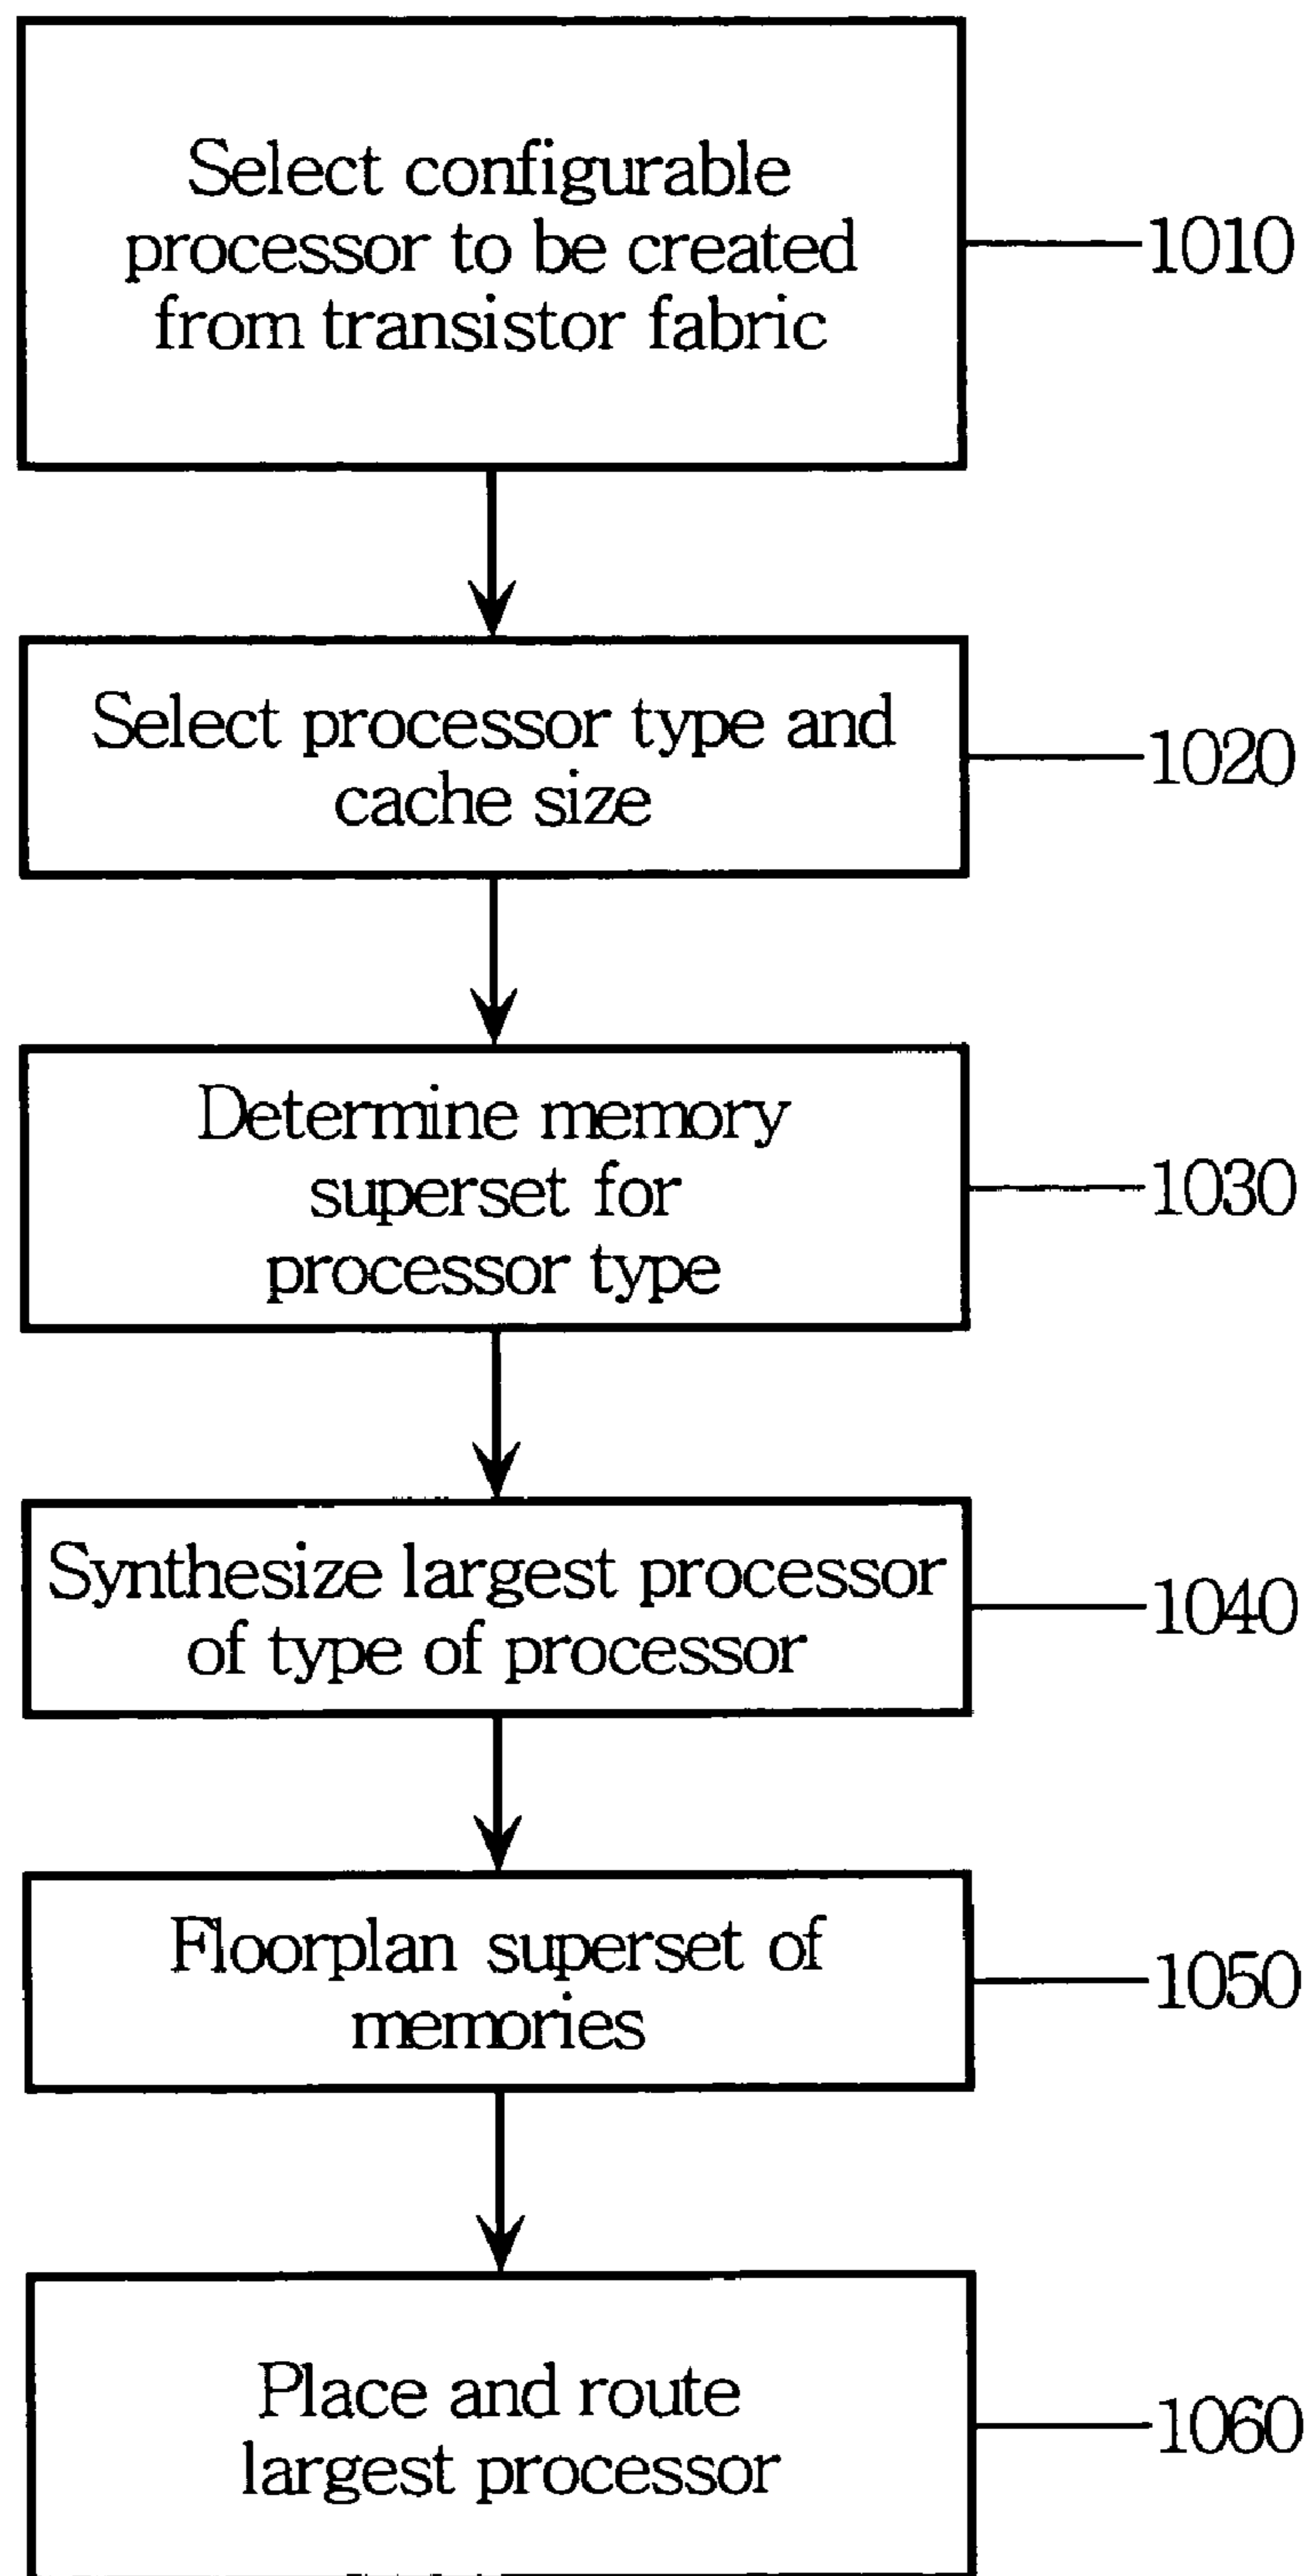 Select configurable
processor to be created
from transistor fabric
1010
Select processor type and
cache size
1020
Determine memory
superset for
processor type
1030
Synthesize largest processor
of type of processor
1040
Floorplan superset of
memories
1050
Place and route
largest processor
1060